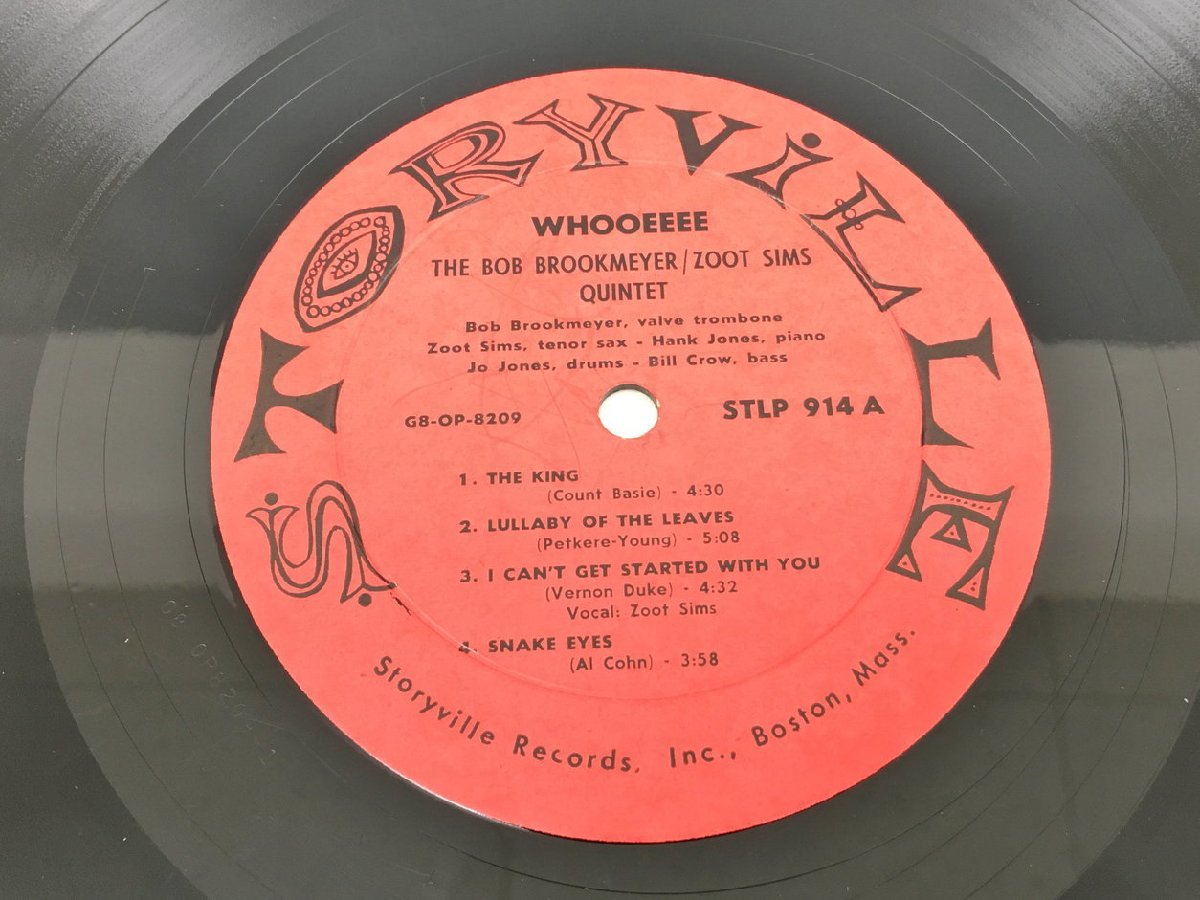 STORYViLLE
WHOOEEEE
THE BOB BROOKMEYER/ZOOT SIMS
QUINTET
Bob Brookmeyer, valve trombone
Zoot Sims, tenor sax - Hank Jones, piano
Jo Jones, drums - Bill Crow, bass
G8-OP-8209
STLP 914 A
1. THE KING
(Count Basie) - 4:30
2. LULLABY OF THE LEAVES
(Petkere-Young) - 5:08
3. I CAN'T GET STARTED WITH YOU
(Vernon Duke) - 4:32
Vocal: Zoot Sims
4. SNAKE EYES
(Al Cohn) - 3:58
Storyville Records, Inc., Boston, Mass.